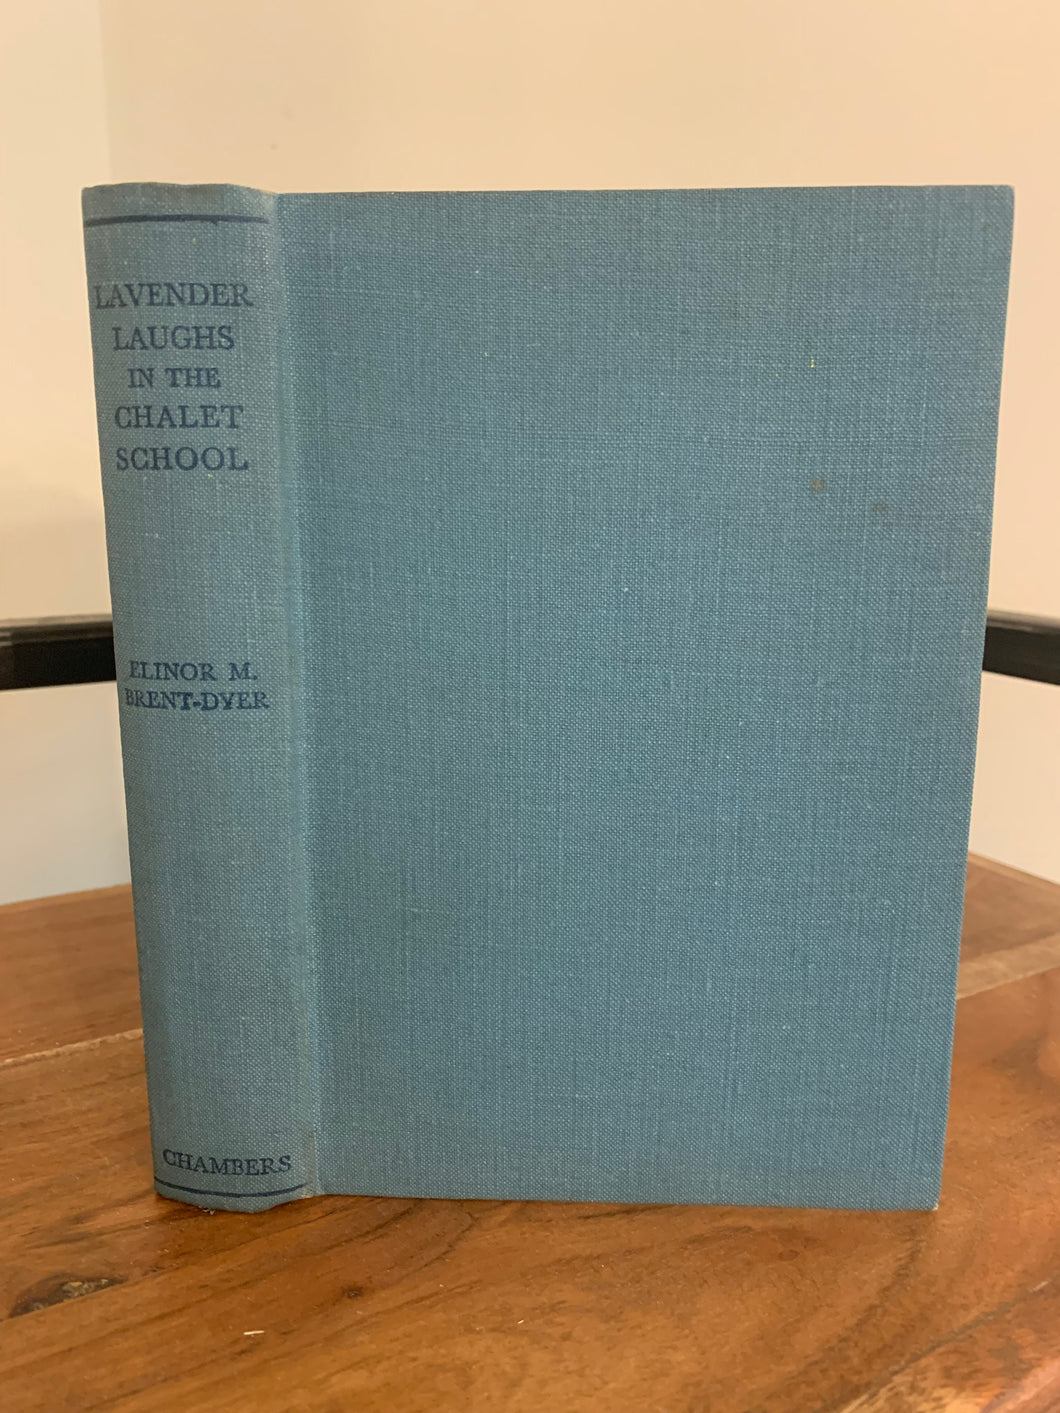 LAVENDER
LAUGHS
IN THE
CHALET
SCHOOL
ELINOR M.
BRENT-DYER
CHAMBERS